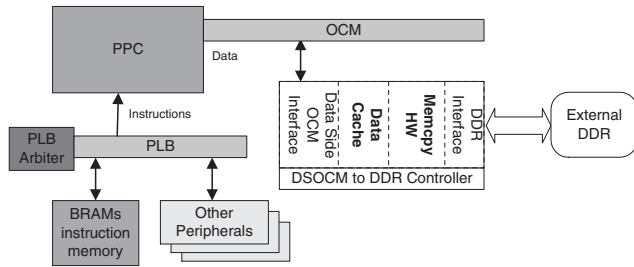 PPC
OCM
Data
Instructions
PLB
Arbiter
PLB
Data Side
OCM
Interface
Data
Cache
Memcpy
HW
DDR
Interface
External
DDR
DSOCM to DDR Controller
BRAMs
instruction
memory
Other
Peripherals